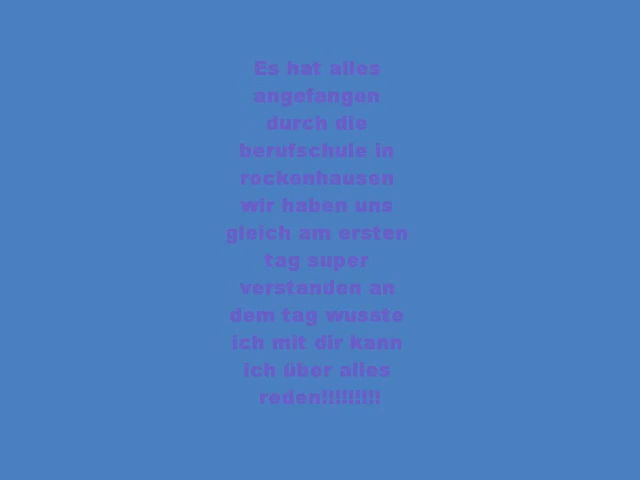 Es hat alles
angefangen
durch die
berufschule in
rockenhausen
wir haben uns
gleich am ersten
tag super
verstanden an
dem tag wusste
ich mit dir kann
ich über alles
reden!!!!!!!!!